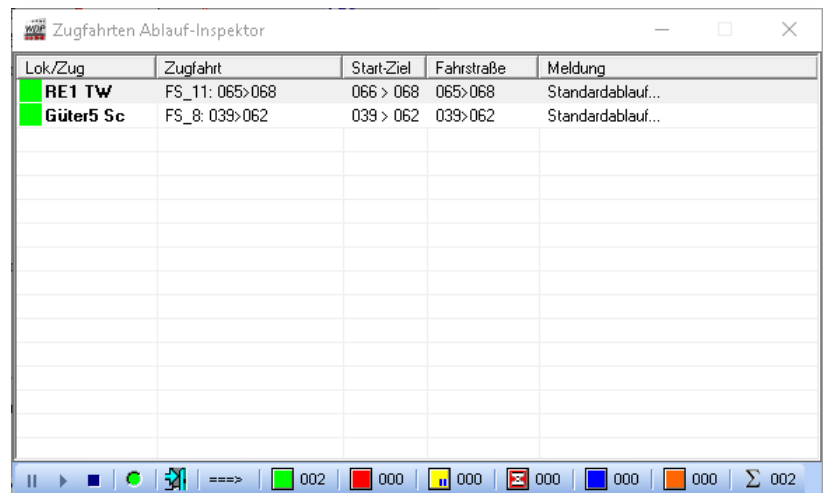 WDP Zugfahrten Ablauf-Inspektor
Lok/Zug Zugfahrt Start-Ziel Fahrstraße Meldung
RE1 TW FS_11: 065>068 066 > 068 065>068 Standardablauf...
Güter5 Sc FS_8: 039>062 039 > 062 039>062 Standardablauf...
===> 002 000 000 000 000 000 Σ 002